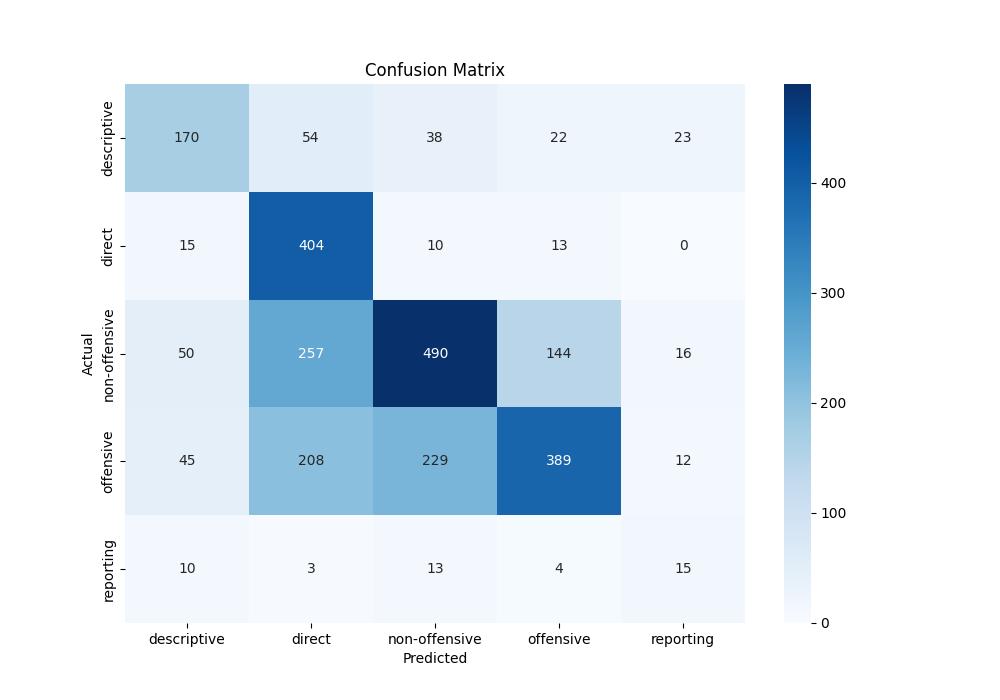 Confusion Matrix
Actual
descriptive
170 54 38 22 23
direct
15 404 10 13 0
non-offensive
50 257 490 144 16
offensive
45 208 229 389 12
reporting
10 3 13 4 15
descriptive direct non-offensive offensive reporting
Predicted
400
300
200
100
0